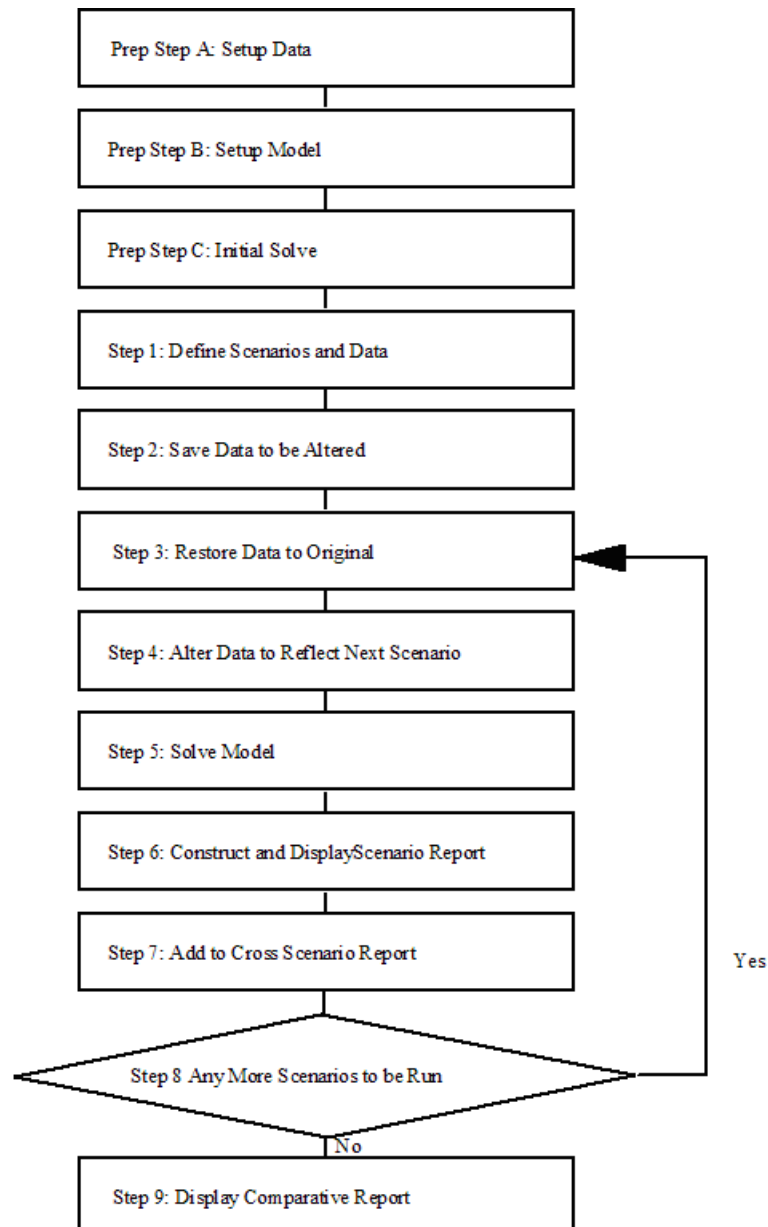 Prep Step A: Setup Data
Prep Step B: Setup Model
Prep Step C: Initial Solve
Step 1: Define Scenarios and Data
Step 2: Save Data to be Altered
Step 3: Restore Data to Original
Step 4: Alter Data to Reflect Next Scenario
Step 5: Solve Model
Step 6: Construct and DisplayScenario Report
Step 7: Add to Cross Scenario Report
Yes
Step 8 Any More Scenarios to be Run
No
Step 9: Display Comparative Report